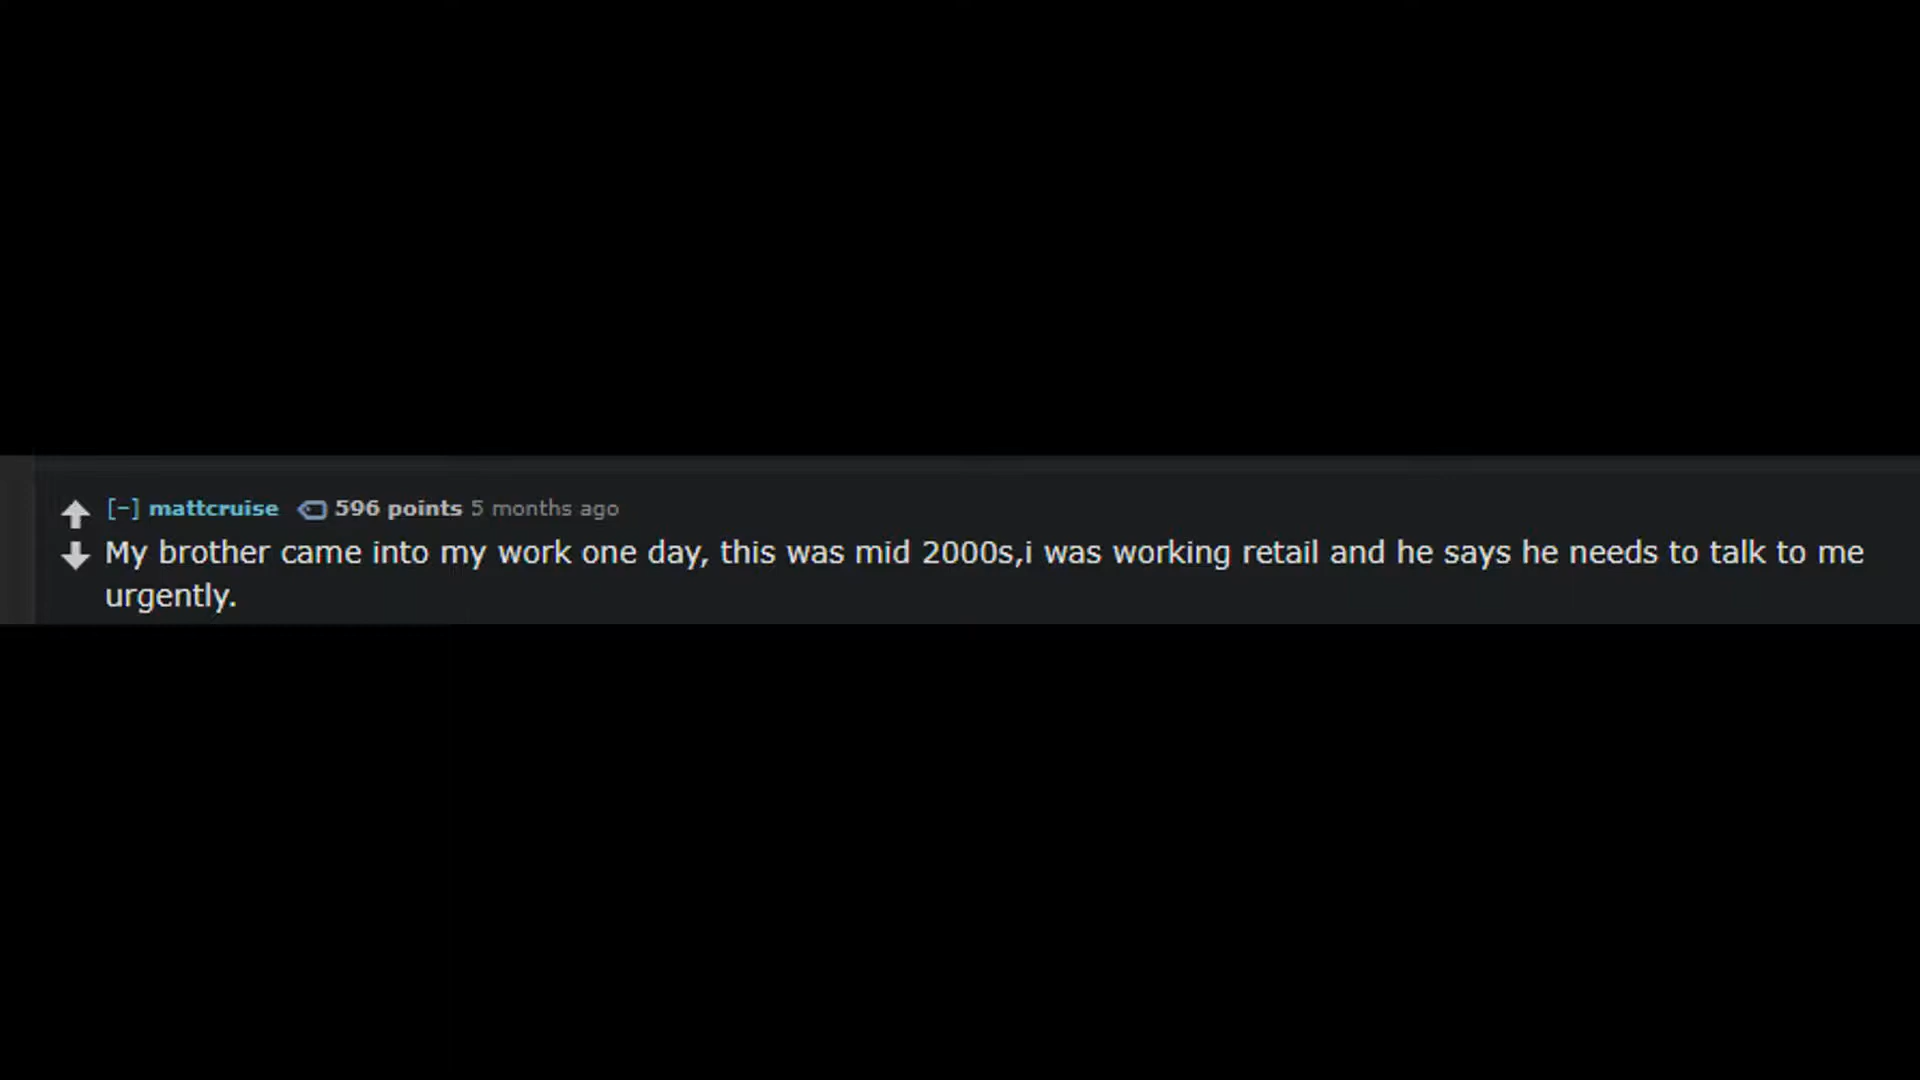 [-] mattcruise 596 points 5 months ago
My brother came into my work one day, this was mid 2000s,i was working retail and he says he needs to talk to me
urgently.